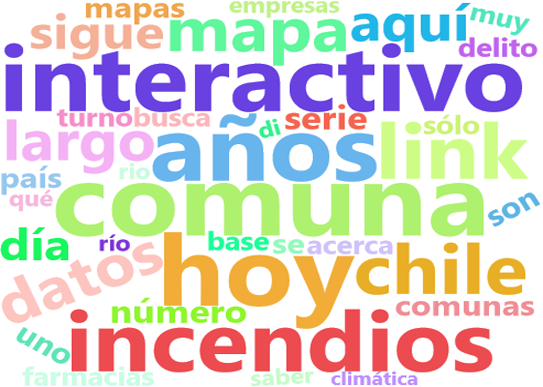 mapas empresas
sigue mapa aquí muy
delito
interactivo
turno busca di serie sólo
largo años link
país rio
qué comuna son
día río base se acerca
datos hoy chile
número comunas
uno incendios
farmacias saber climática